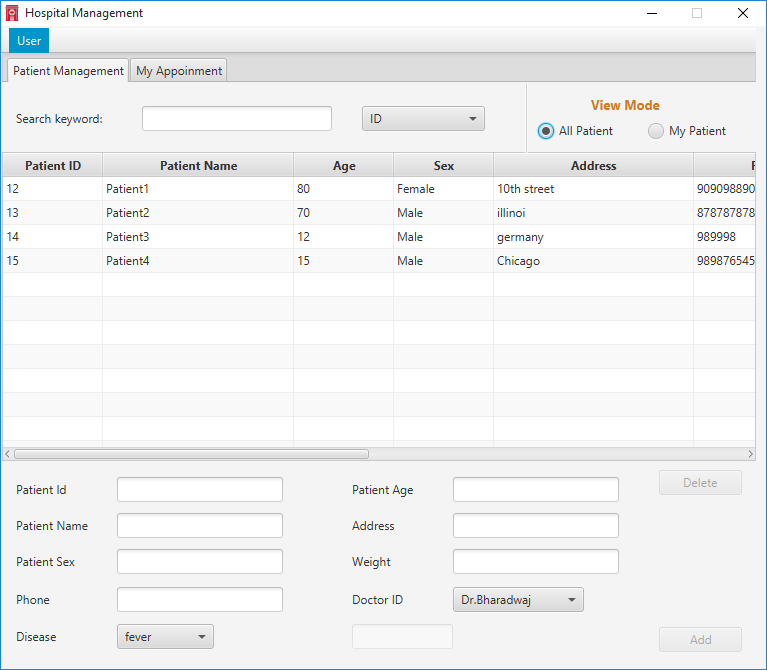 Hospital Management
User
Patient Management My Appoinment
View Mode
Search keyword: ID All Patient My Patient
Patient ID Patient Name Age Sex Address
12 Patient1 80 Female 10th street 909098890
13 Patient2 70 Male illinoi 878787878
14 Patient3 12 Male germany 989998
15 Patient4 15 Male Chicago 989876545
Patient Id Patient Age Delete
Patient Name Address
Patient Sex Weight
Phone Doctor ID Dr.Bharadwaj
Disease fever Add